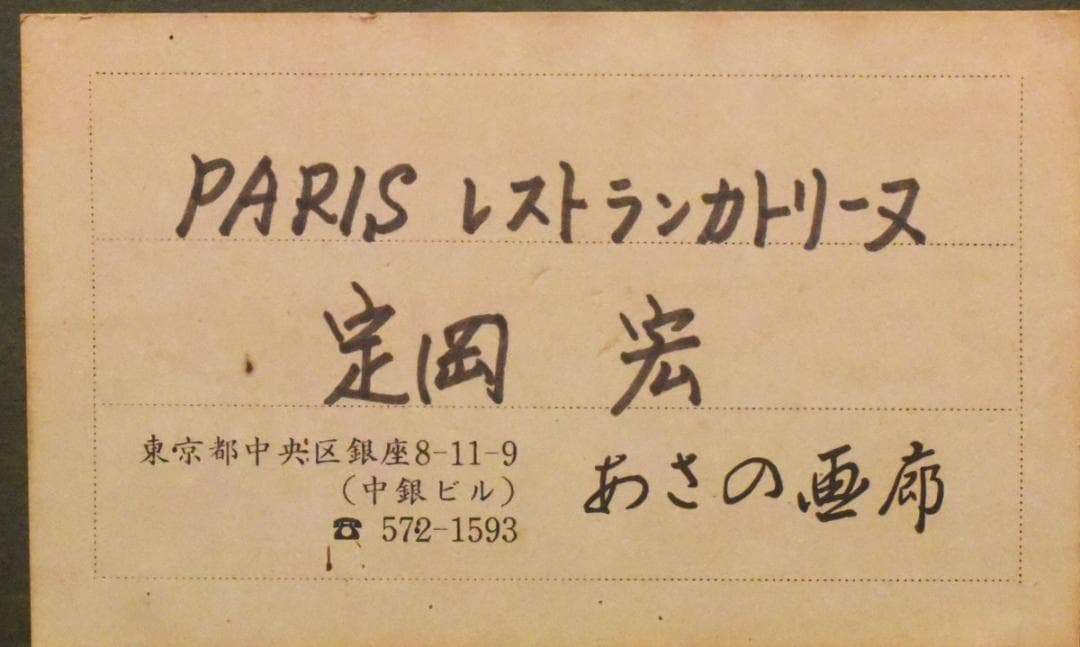 PARIS レストランカトリーヌ
定岡 宏
東京都中央区銀座8-11-9
(中銀ビル)
☎ 572-1593
あさの画廊